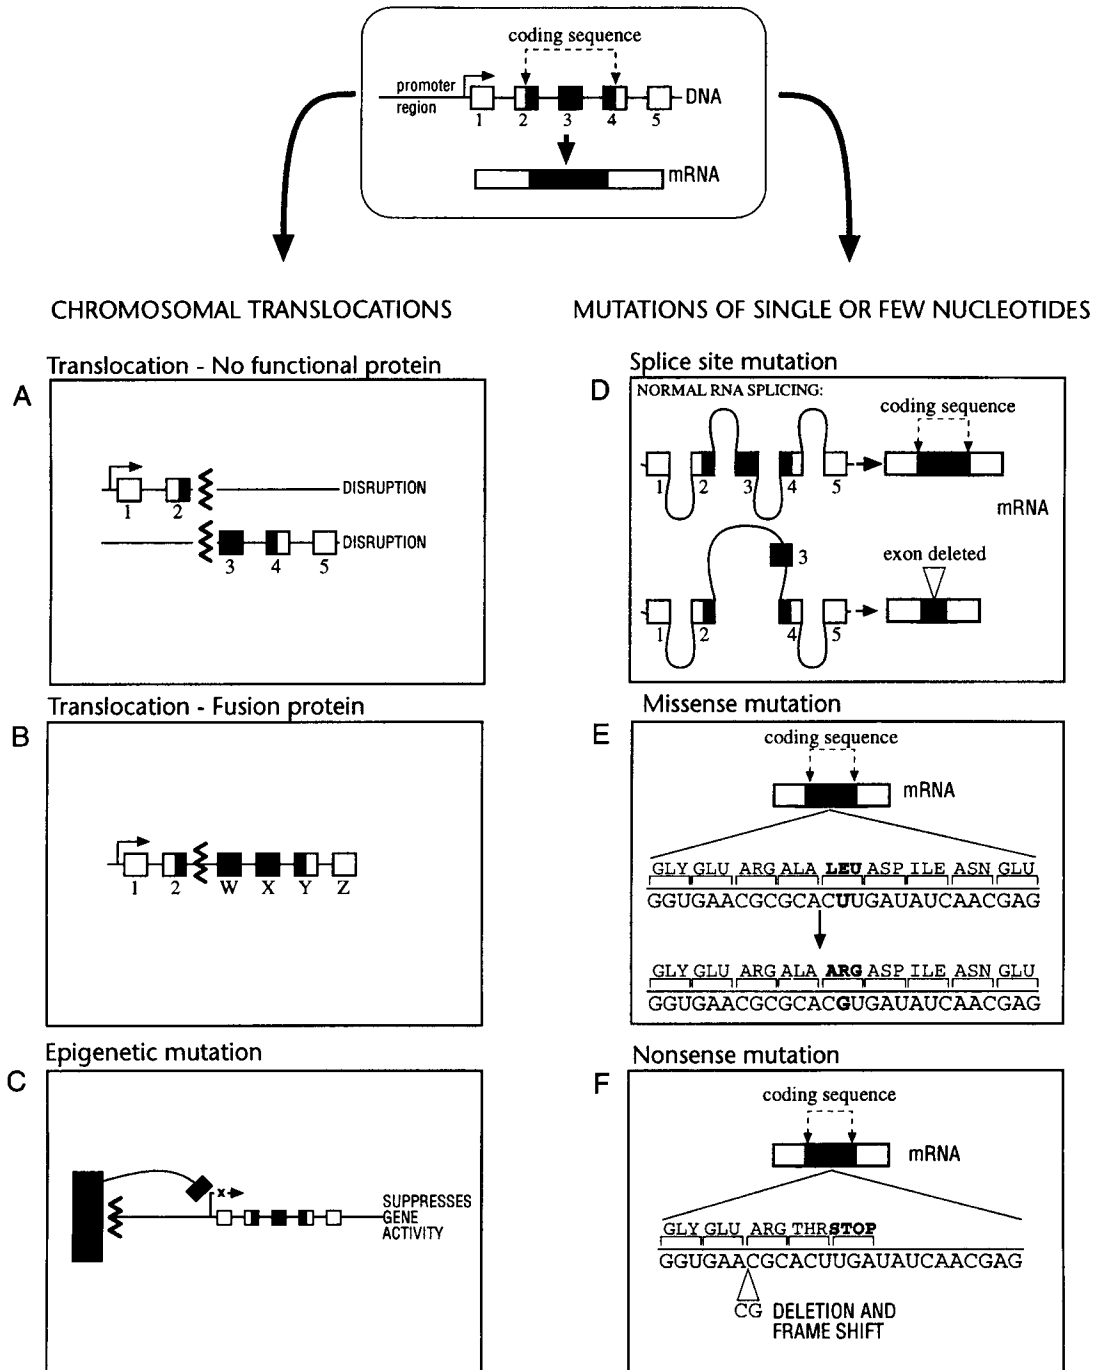 coding sequence
promoter
region
DNA
1 2 3 4 5
mRNA
CHROMOSOMAL TRANSLOCATIONS
Translocation - No functional protein
A
DISRUPTION
1 2
DISRUPTION
3 4 5
Translocation - Fusion protein
B
1 2 W X Y Z
Epigenetic mutation
C
x
SUPPRESSES
GENE
ACTIVITY
MUTATIONS OF SINGLE OR FEW NUCLEOTIDES
Splice site mutation
D
NORMAL RNA SPLICING:
coding sequence
1 2 3 4 5
mRNA
3
exon deleted
1 2 4 5
Missense mutation
E
coding sequence
mRNA
GLY GLU ARG ALA LEU ASP ILE ASN GLU
GGUGAACGCGCACUUGAUAUCAACGAG
GLY GLU ARG ALA ARG ASP ILE ASN GLU
GGUGAACGCGCACGUGAUAUCAACGAG
Nonsense mutation
F
coding sequence
mRNA
GLY GLU ARG THR STOP
GGUGAACGCACUUGAUAUCAACGAG
CG DELETION AND
FRAME SHIFT